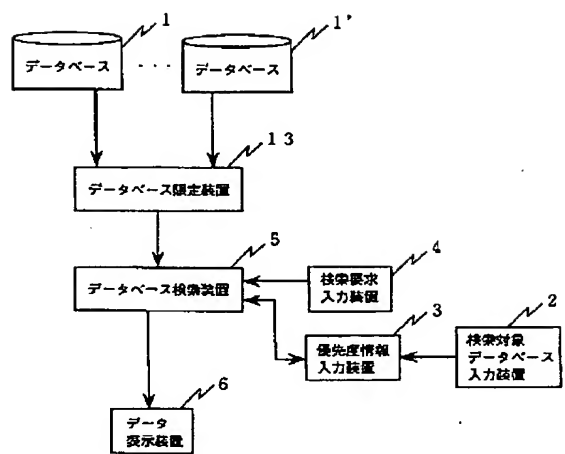 1
1'
データベース
・・・
データベース
13
データベース限定装置
5
データベース検索装置
4
検索要求
入力装置
3
優先度情報
入力装置
2
検索対象
データベース
入力装置
6
データ
表示装置